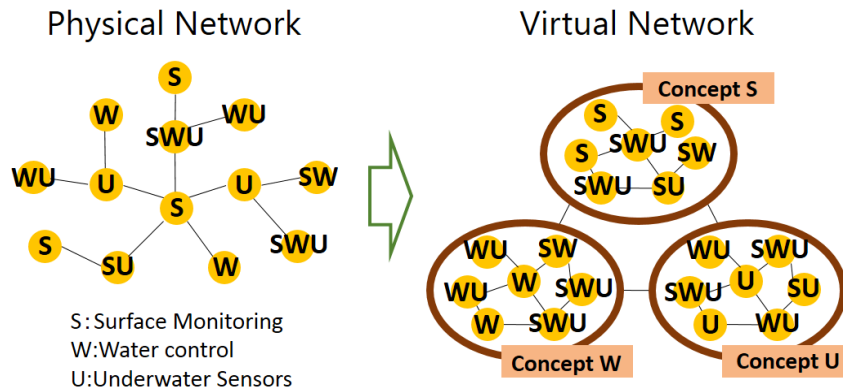 Physical Network
Virtual Network
S
W
SWU
WU
WU
U
S
U
SW
S
SU
W
SWU
S:Surface Monitoring
W:Water control
U:Underwater Sensors
Concept S
S
S
S
SWU
SW
SWU
SU
WU
SW
W
WU
SWU
W
SWU
Concept W
WU
SWU
U
SWU
SU
U
WU
Concept U